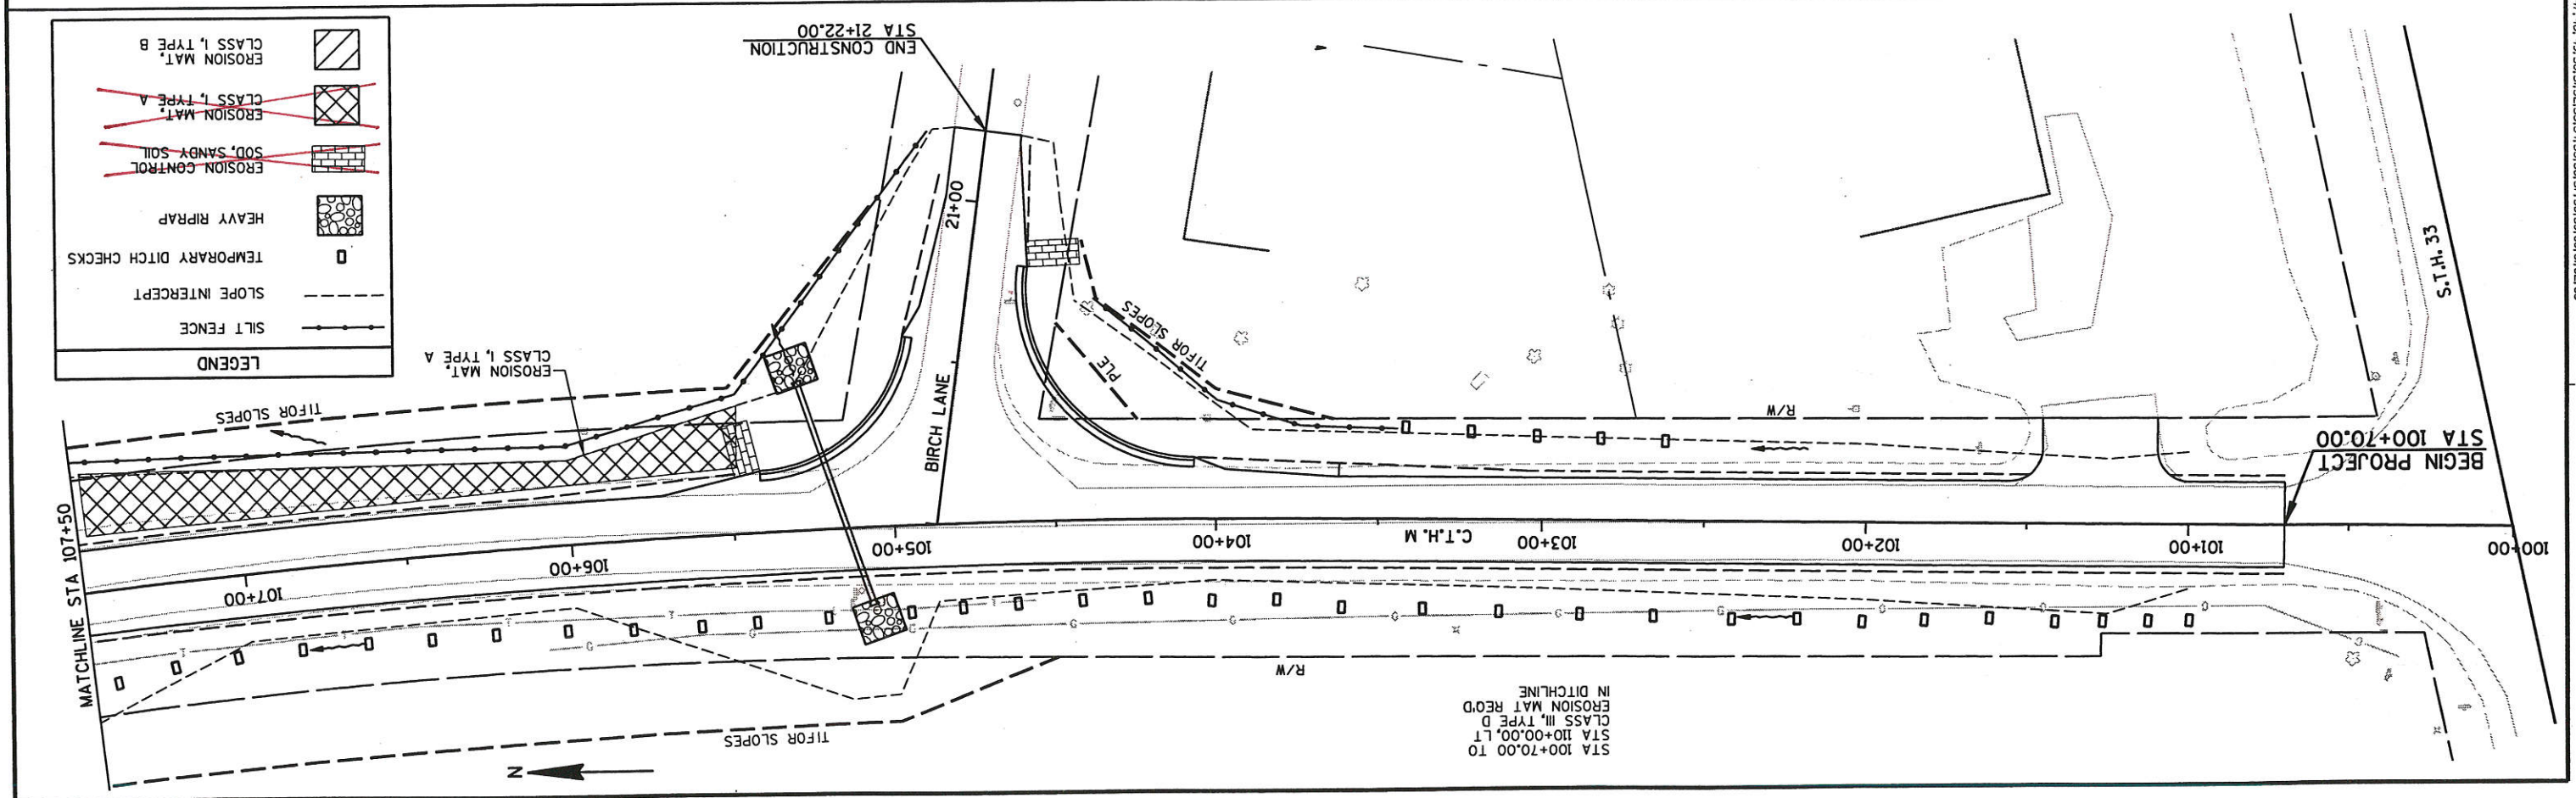 STA 100+70.00 TO
STA 110+00.00, LT
CLASS III, TYPE D
EROSION MAT REQ'D
IN DITCHLINE
N
TIFOR SLOPES
R/W
MATCHLINE STA 107+50
100+00
101+00
102+00
103+00
C.T.H. M
104+00
105+00
106+00
107+00
BEGIN PROJECT
STA 100+70.00
S.T.H. 33
R/W
TIFOR SLOPES
PLE
BIRCH LANE
21+00
TIFOR SLOPES
EROSION MAT,
CLASS I, TYPE A
END CONSTRUCTION
STA 21+22.00
LEGEND
SILT FENCE
SLOPE INTERCEPT
TEMPORARY DITCH CHECKS
HEAVY RIPRAP
EROSION CONTROL
SOD, SANDY SOIL
EROSION MAT,
CLASS I, TYPE A
EROSION MAT,
CLASS I, TYPE B